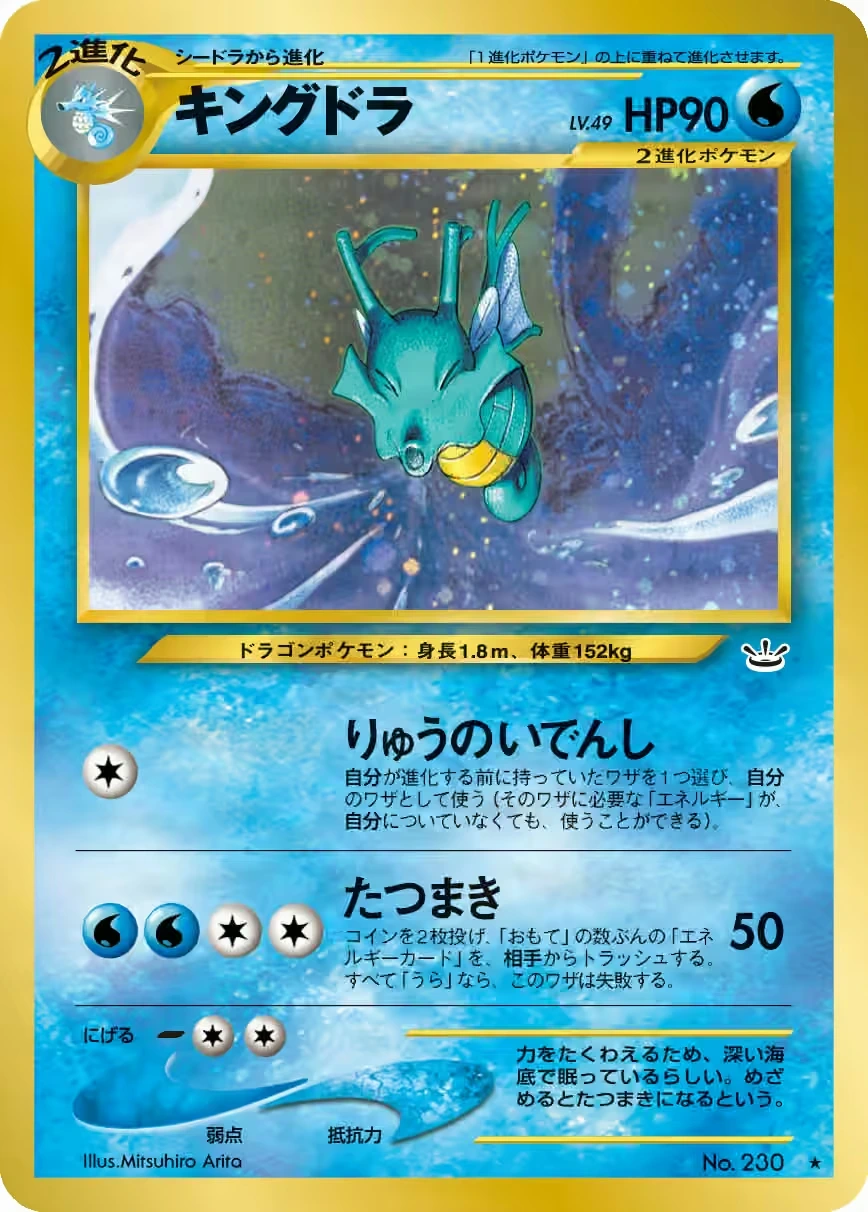 2進化
シードラから進化
「1進化ポケモン」の上に重ねて進化させます。
キングドラ
LV.49 HP90
2進化ポケモン
ドラゴンポケモン：身長1.8m、体重152kg
りゅうのいでんし
自分が進化する前に持っていたワザを1つ選び、自分
のワザとして使う（そのワザに必要な「エネルギー」が、
自分についていなくても、使うことができる）。
たつまき
50
コインを2枚投げ、「おもて」の数ぶんの「エネ
ルギーカード」を、相手からトラッシュする。
すべて「うら」なら、このワザは失敗する。
にげる
力をたくわえるため、深い海
底で眠っているらしい。めざ
めるとたつまきになるという。
弱点 抵抗力
Illus.Mitsuhiro Arita
No. 230 ★